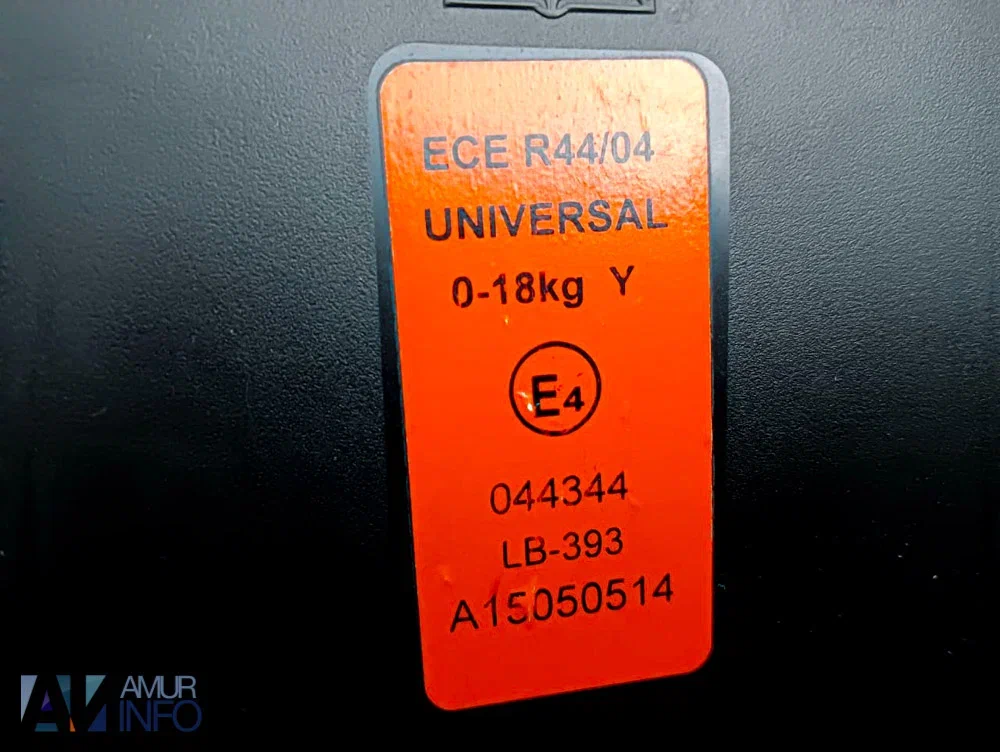 ECE R44/04
UNIVERSAL
0-18kg Y
E4
044344
LB-393
A15050514
AMUR
INFO